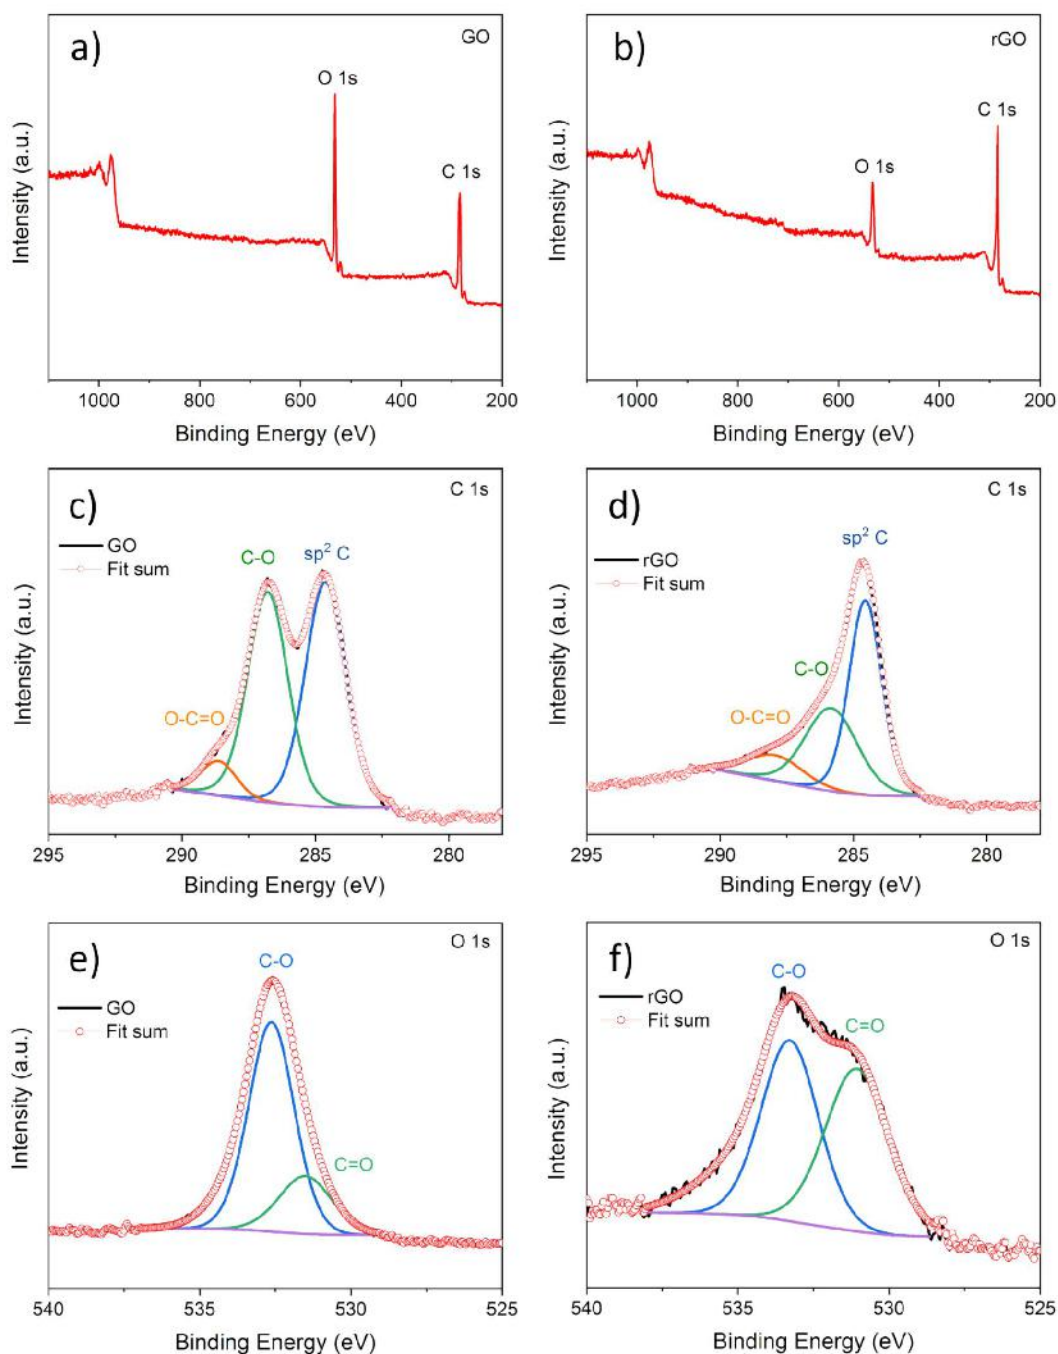 a)
GO
O 1s
C 1s
Intensity (a.u.)
1000 800 600 400 200
Binding Energy (eV)
b)
rGO
C 1s
O 1s
Intensity (a.u.)
1000 800 600 400 200
Binding Energy (eV)
c)
C 1s
GO
Fit sum
C-O
sp² C
O-C=O
Intensity (a.u.)
295 290 285 280
Binding Energy (eV)
d)
C 1s
sp² C
rGO
Fit sum
C-O
O-C=O
Intensity (a.u.)
295 290 285 280
Binding Energy (eV)
e)
O 1s
C-O
GO
Fit sum
C=O
Intensity (a.u.)
540 535 530 525
Binding Energy (eV)
f)
O 1s
C-O
rGO
Fit sum
C=O
Intensity (a.u.)
540 535 530 525
Binding Energy (eV)